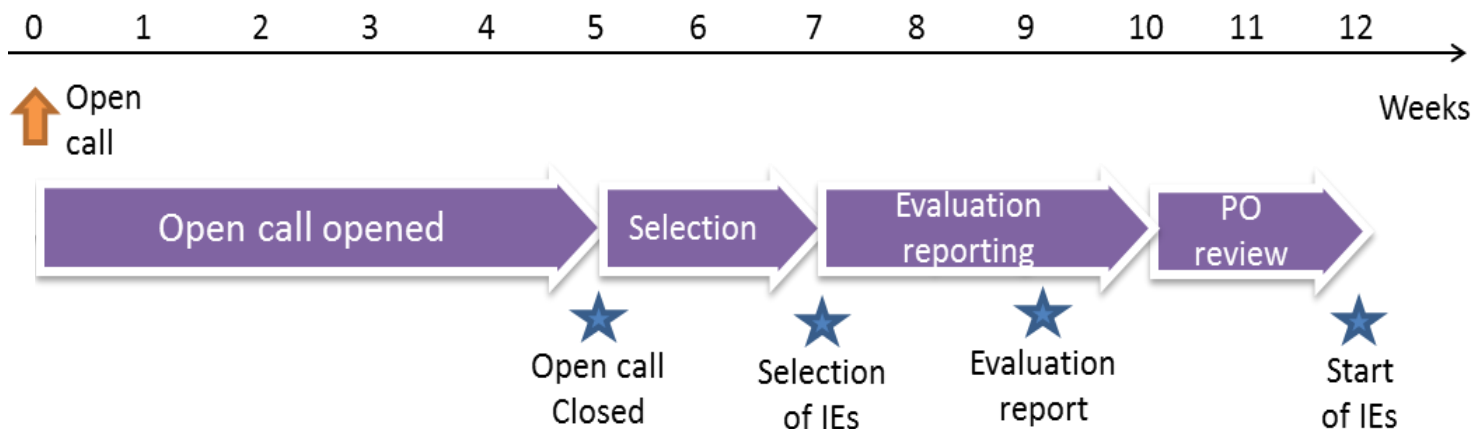 0 1 2 3 4 5 6 7 8 9 10 11 12
Weeks
Open
call
Open call opened
Selection
Evaluation
reporting
PO
review
Open call
Closed
Selection
of IEs
Evaluation
report
Start
of IEs